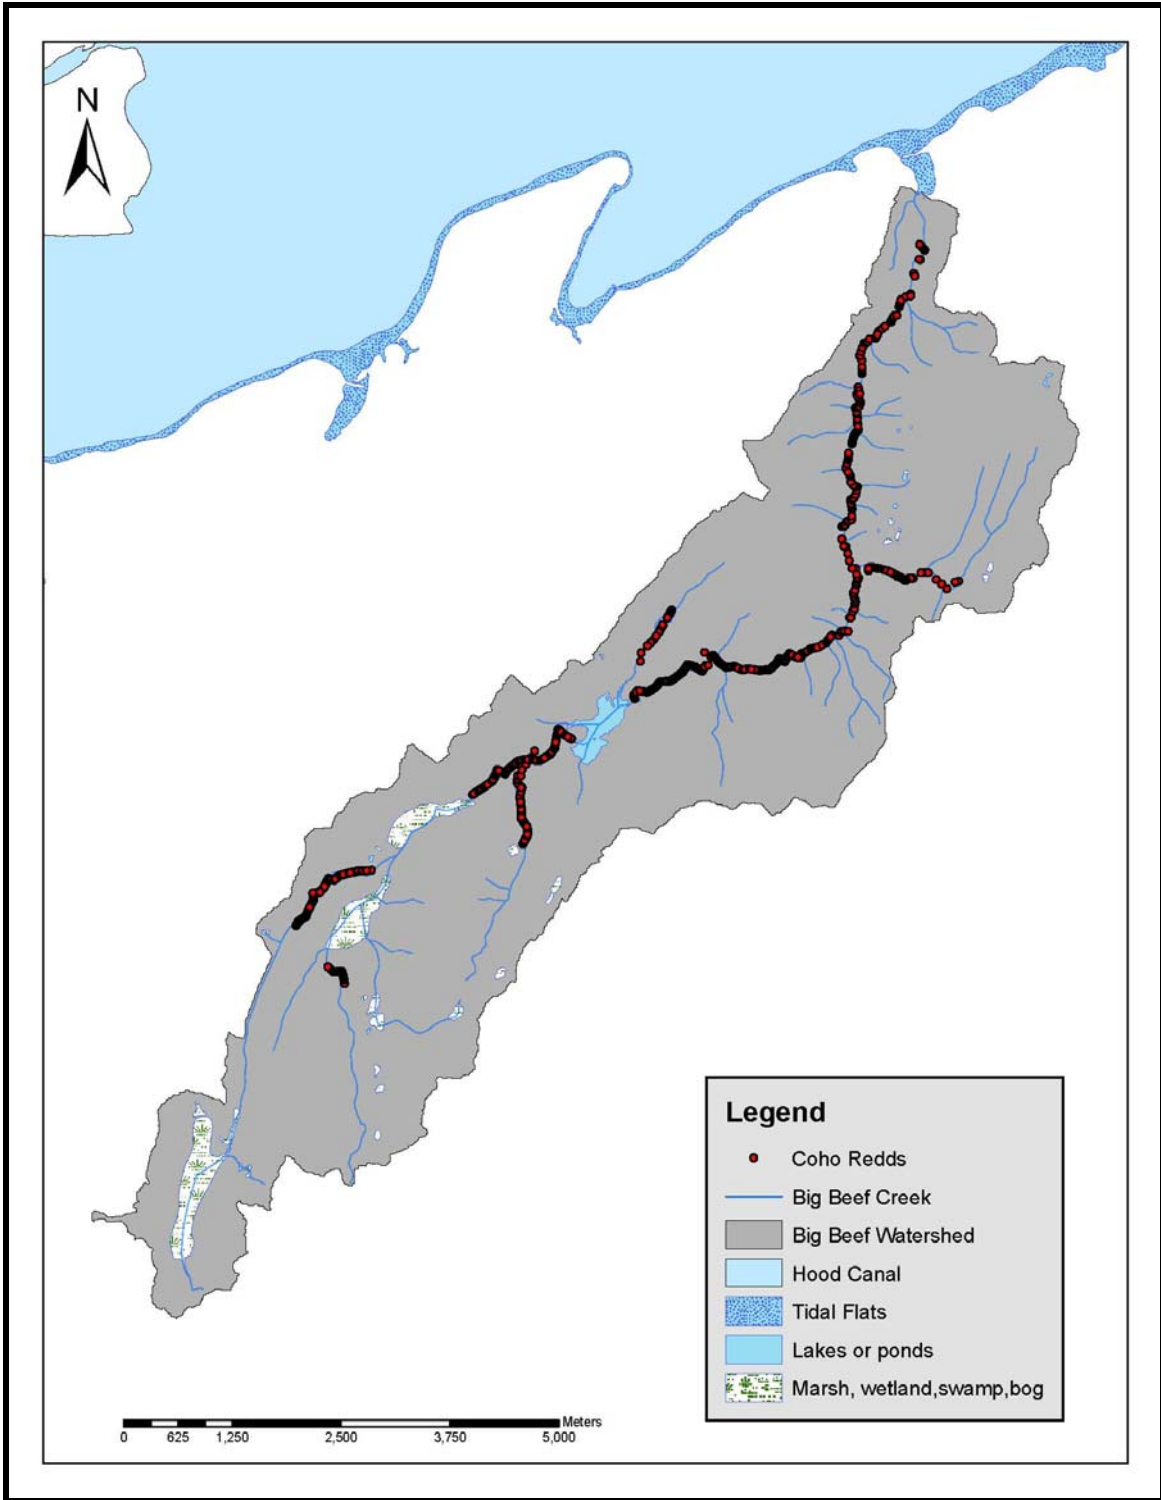 N
Legend
Coho Redds
Big Beef Creek
Big Beef Watershed
Hood Canal
Tidal Flats
Lakes or ponds
Marsh, wetland,swamp,bog
Meters
0 625 1,250 2,500 3,750 5,000